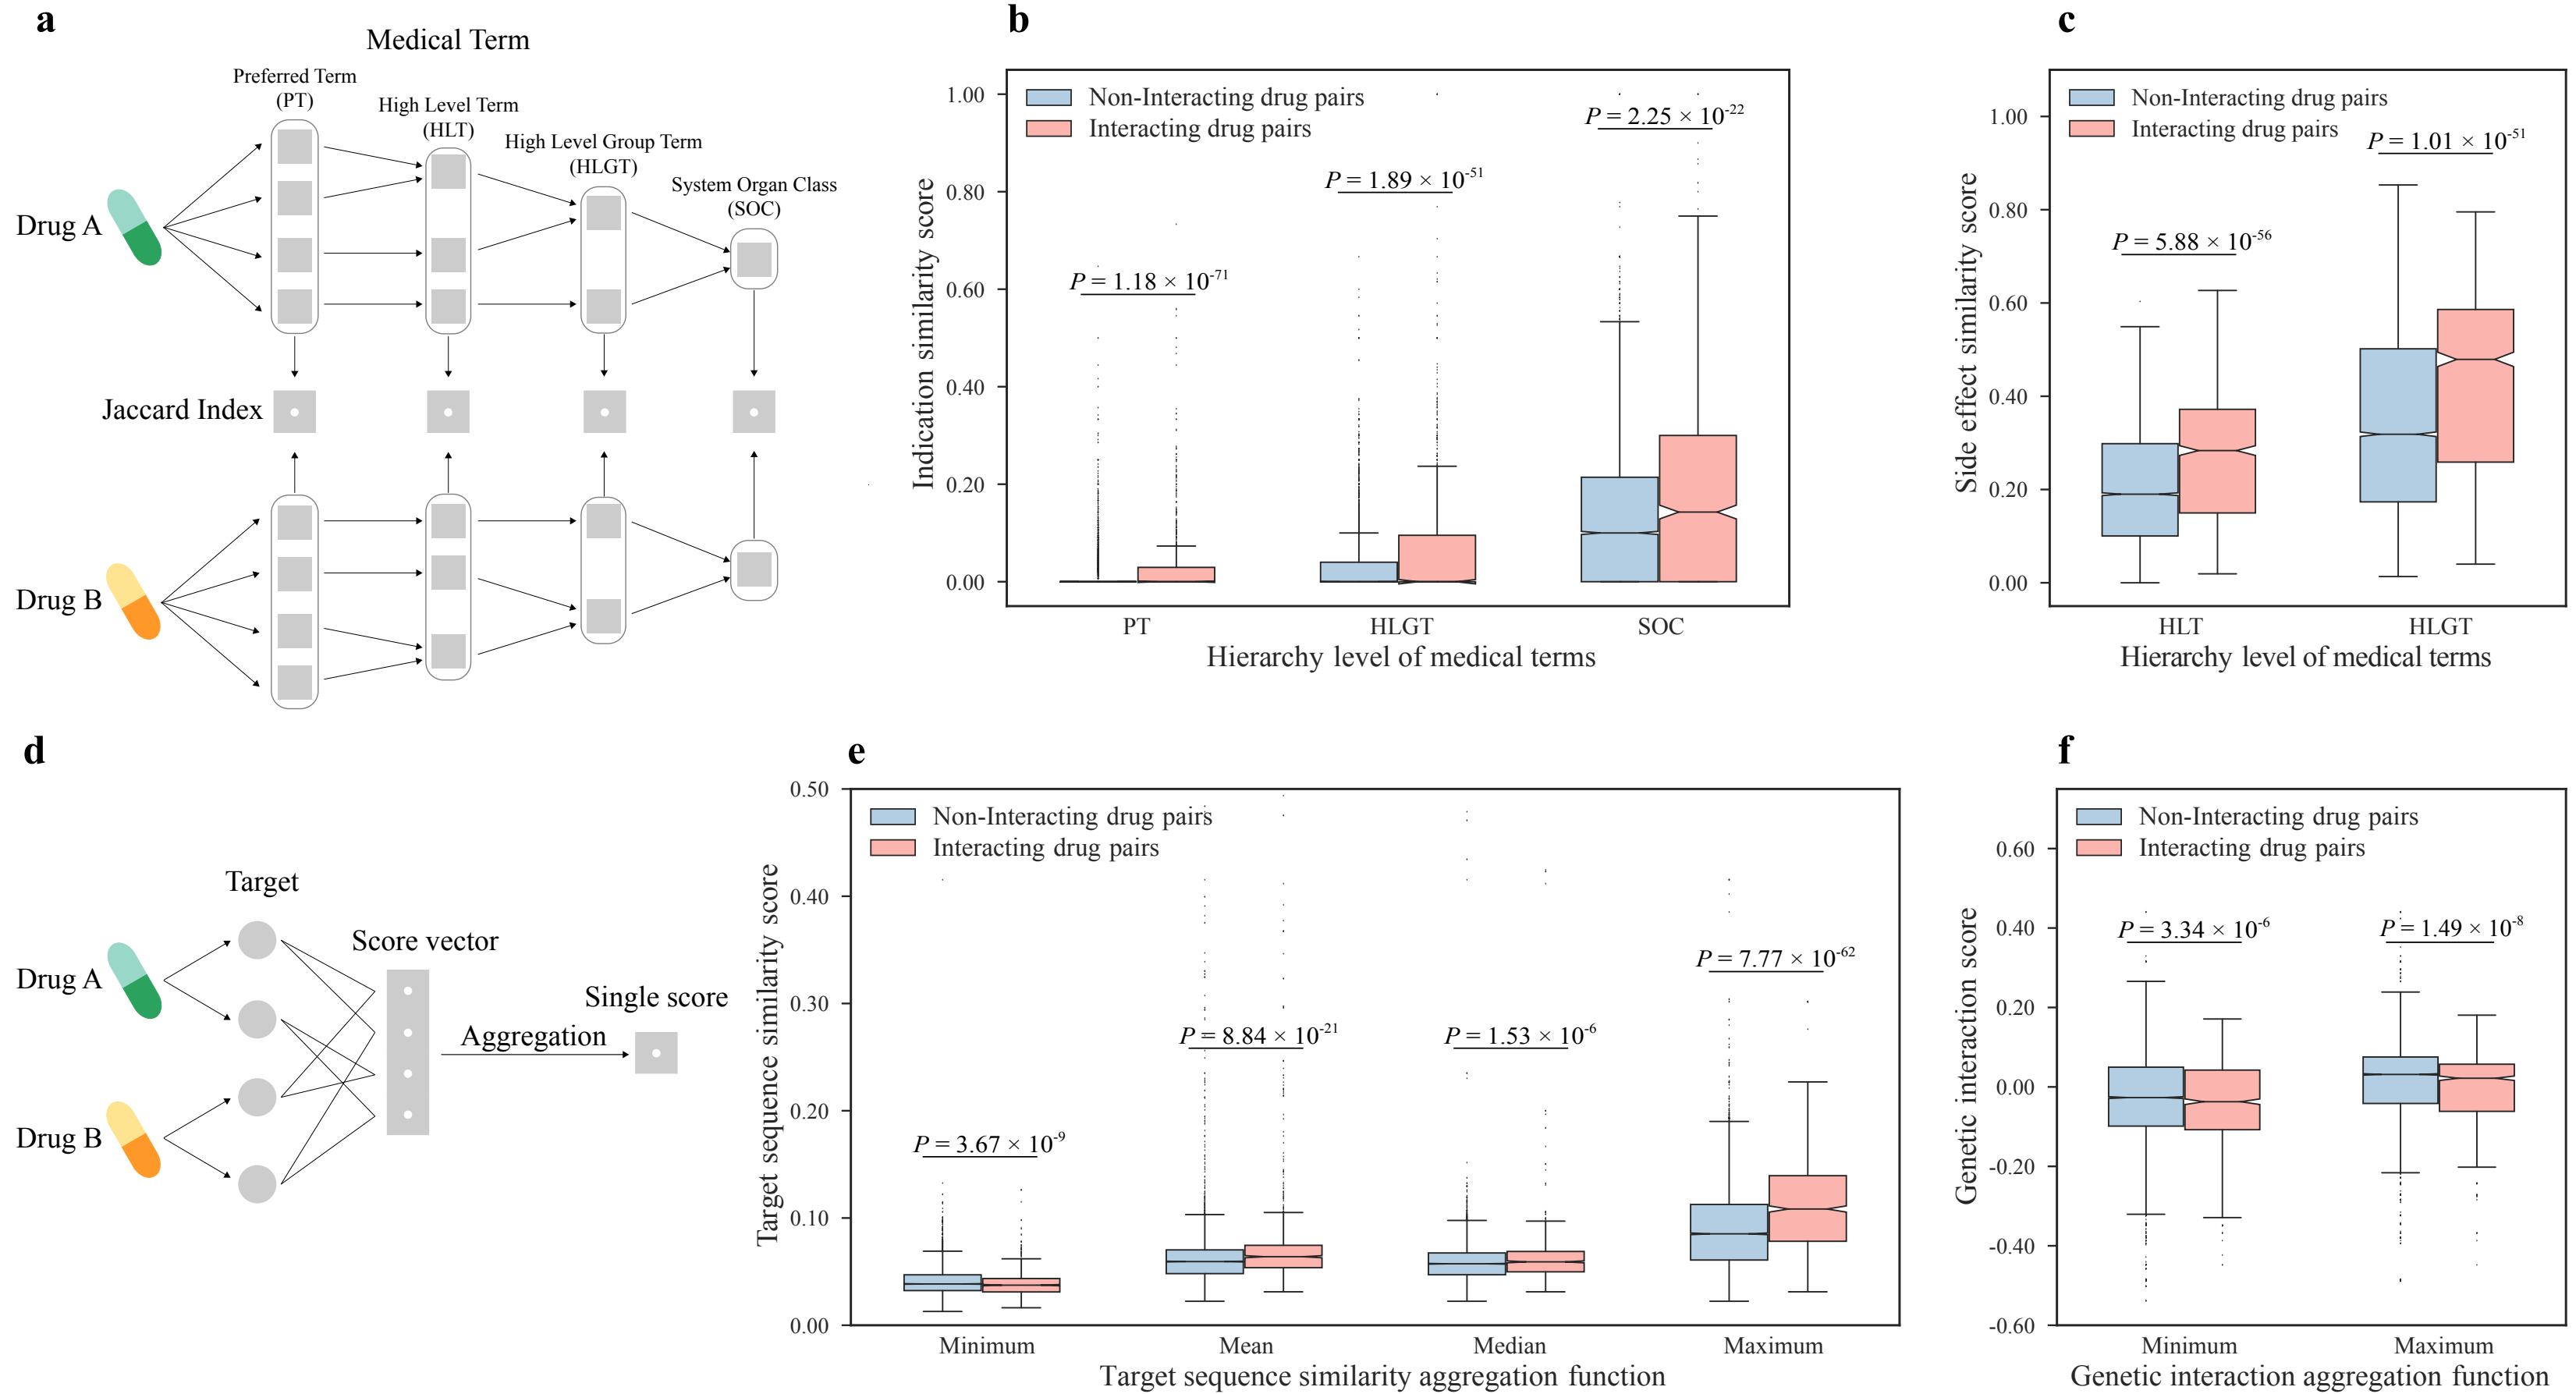 a
Medical Term
Preferred Term
(PT)
High Level Term
(HLT)
High Level Group Term
(HLGT)
System Organ Class
(SOC)
Drug A
Jaccard Index
Drug B
b
Non-Interacting drug pairs
Interacting drug pairs
P = 1.18 × 10-71
P = 1.89 × 10-51
P = 2.25 × 10-22
Indication similarity score
1.00
0.80
0.60
0.40
0.20
0.00
PT
HLGT
SOC
Hierarchy level of medical terms
c
Non-Interacting drug pairs
Interacting drug pairs
P = 5.88 × 10-56
P = 1.01 × 10-51
Side effect similarity score
1.00
0.80
0.60
0.40
0.20
0.00
HLT
HLGT
Hierarchy level of medical terms
d
Target
Score vector
Single score
Drug A
Aggregation
Drug B
e
Non-Interacting drug pairs
Interacting drug pairs
P = 3.67 × 10-9
P = 8.84 × 10-21
P = 1.53 × 10-6
P = 7.77 × 10-62
Target sequence similarity score
0.50
0.40
0.30
0.20
0.10
0.00
Minimum
Mean
Median
Maximum
Target sequence similarity aggregation function
f
Non-Interacting drug pairs
Interacting drug pairs
P = 3.34 × 10-6
P = 1.49 × 10-8
Genetic interaction score
0.60
0.40
0.20
0.00
-0.20
-0.40
-0.60
Minimum
Maximum
Genetic interaction aggregation function